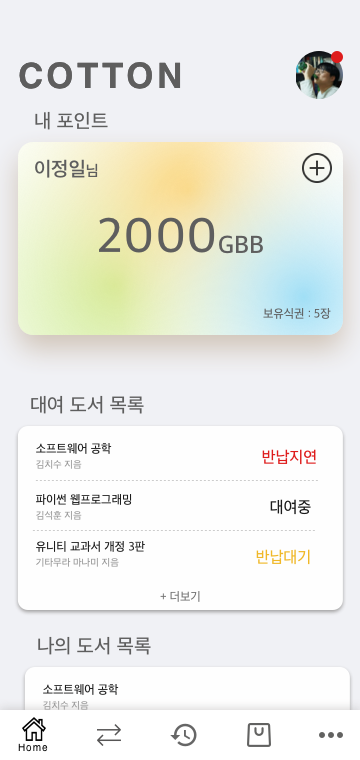 COTTON
내 포인트
이정일님
2000GBB
보유식권 : 5장
대여 도서 목록
소프트웨어 공학
김치수 지음
반납지연
파이썬 웹프로그래밍
김석훈 지음
대여중
유니티 교과서 개정 3판
기타무라 마나미 지음
반납대기
+ 더보기
나의 도서 목록
소프트웨어 공학
김치수 지음
Home